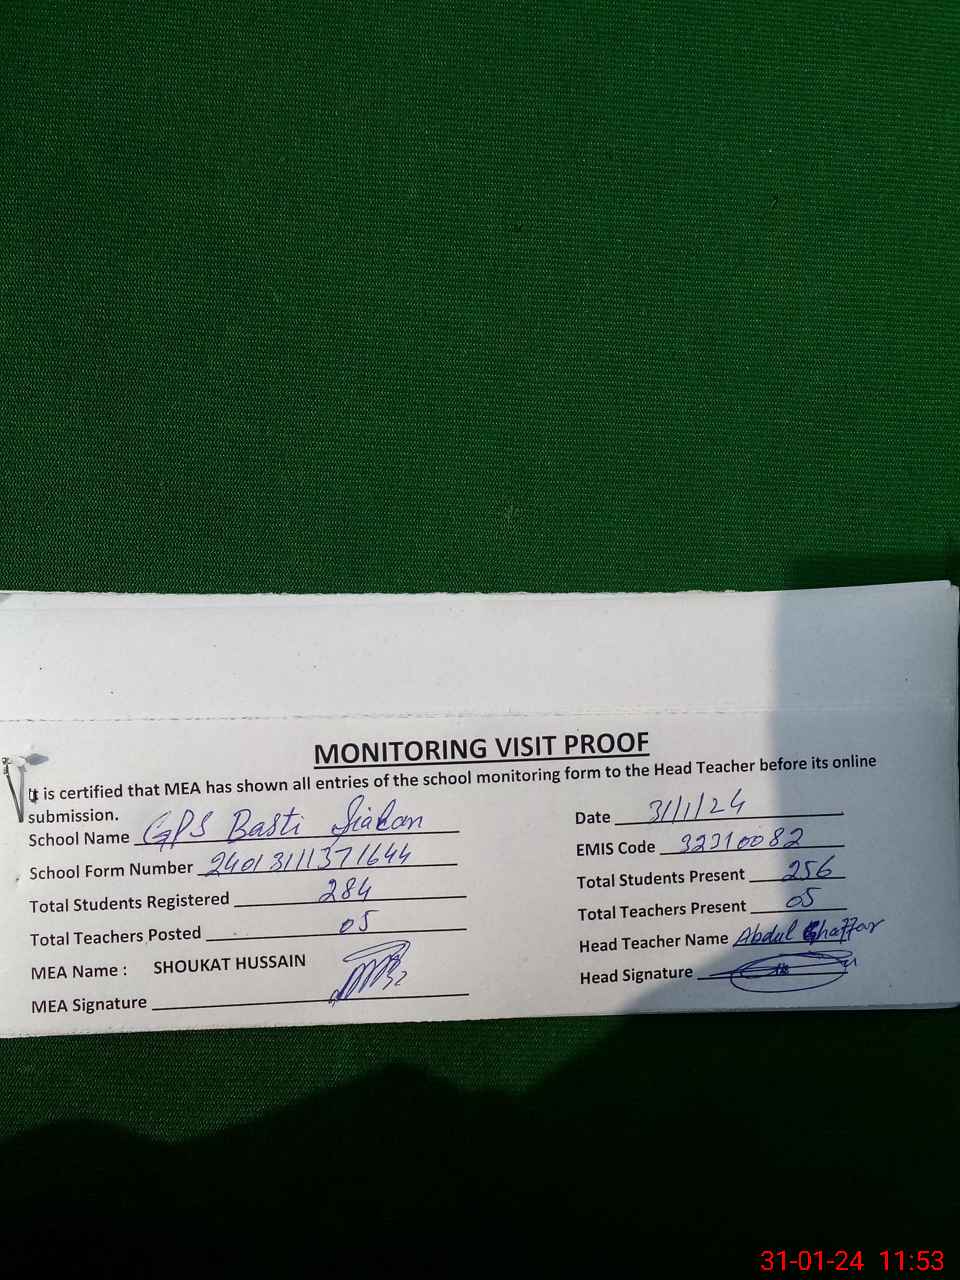 MONITORING VISIT PROOF
It is certified that MEA has shown all entries of the school monitoring form to the Head Teacher before its online
submission.
School Name GPS Basti Siakan
Date 31/1/24
School Form Number 24013111371644
EMIS Code 32310082
Total Students Registered 284
Total Students Present 256
Total Teachers Posted 05
Total Teachers Present 05
MEA Name : SHOUKAT HUSSAIN
Head Teacher Name Abdul Ghaffar
MEA Signature
Head Signature
31-01-24 11:53